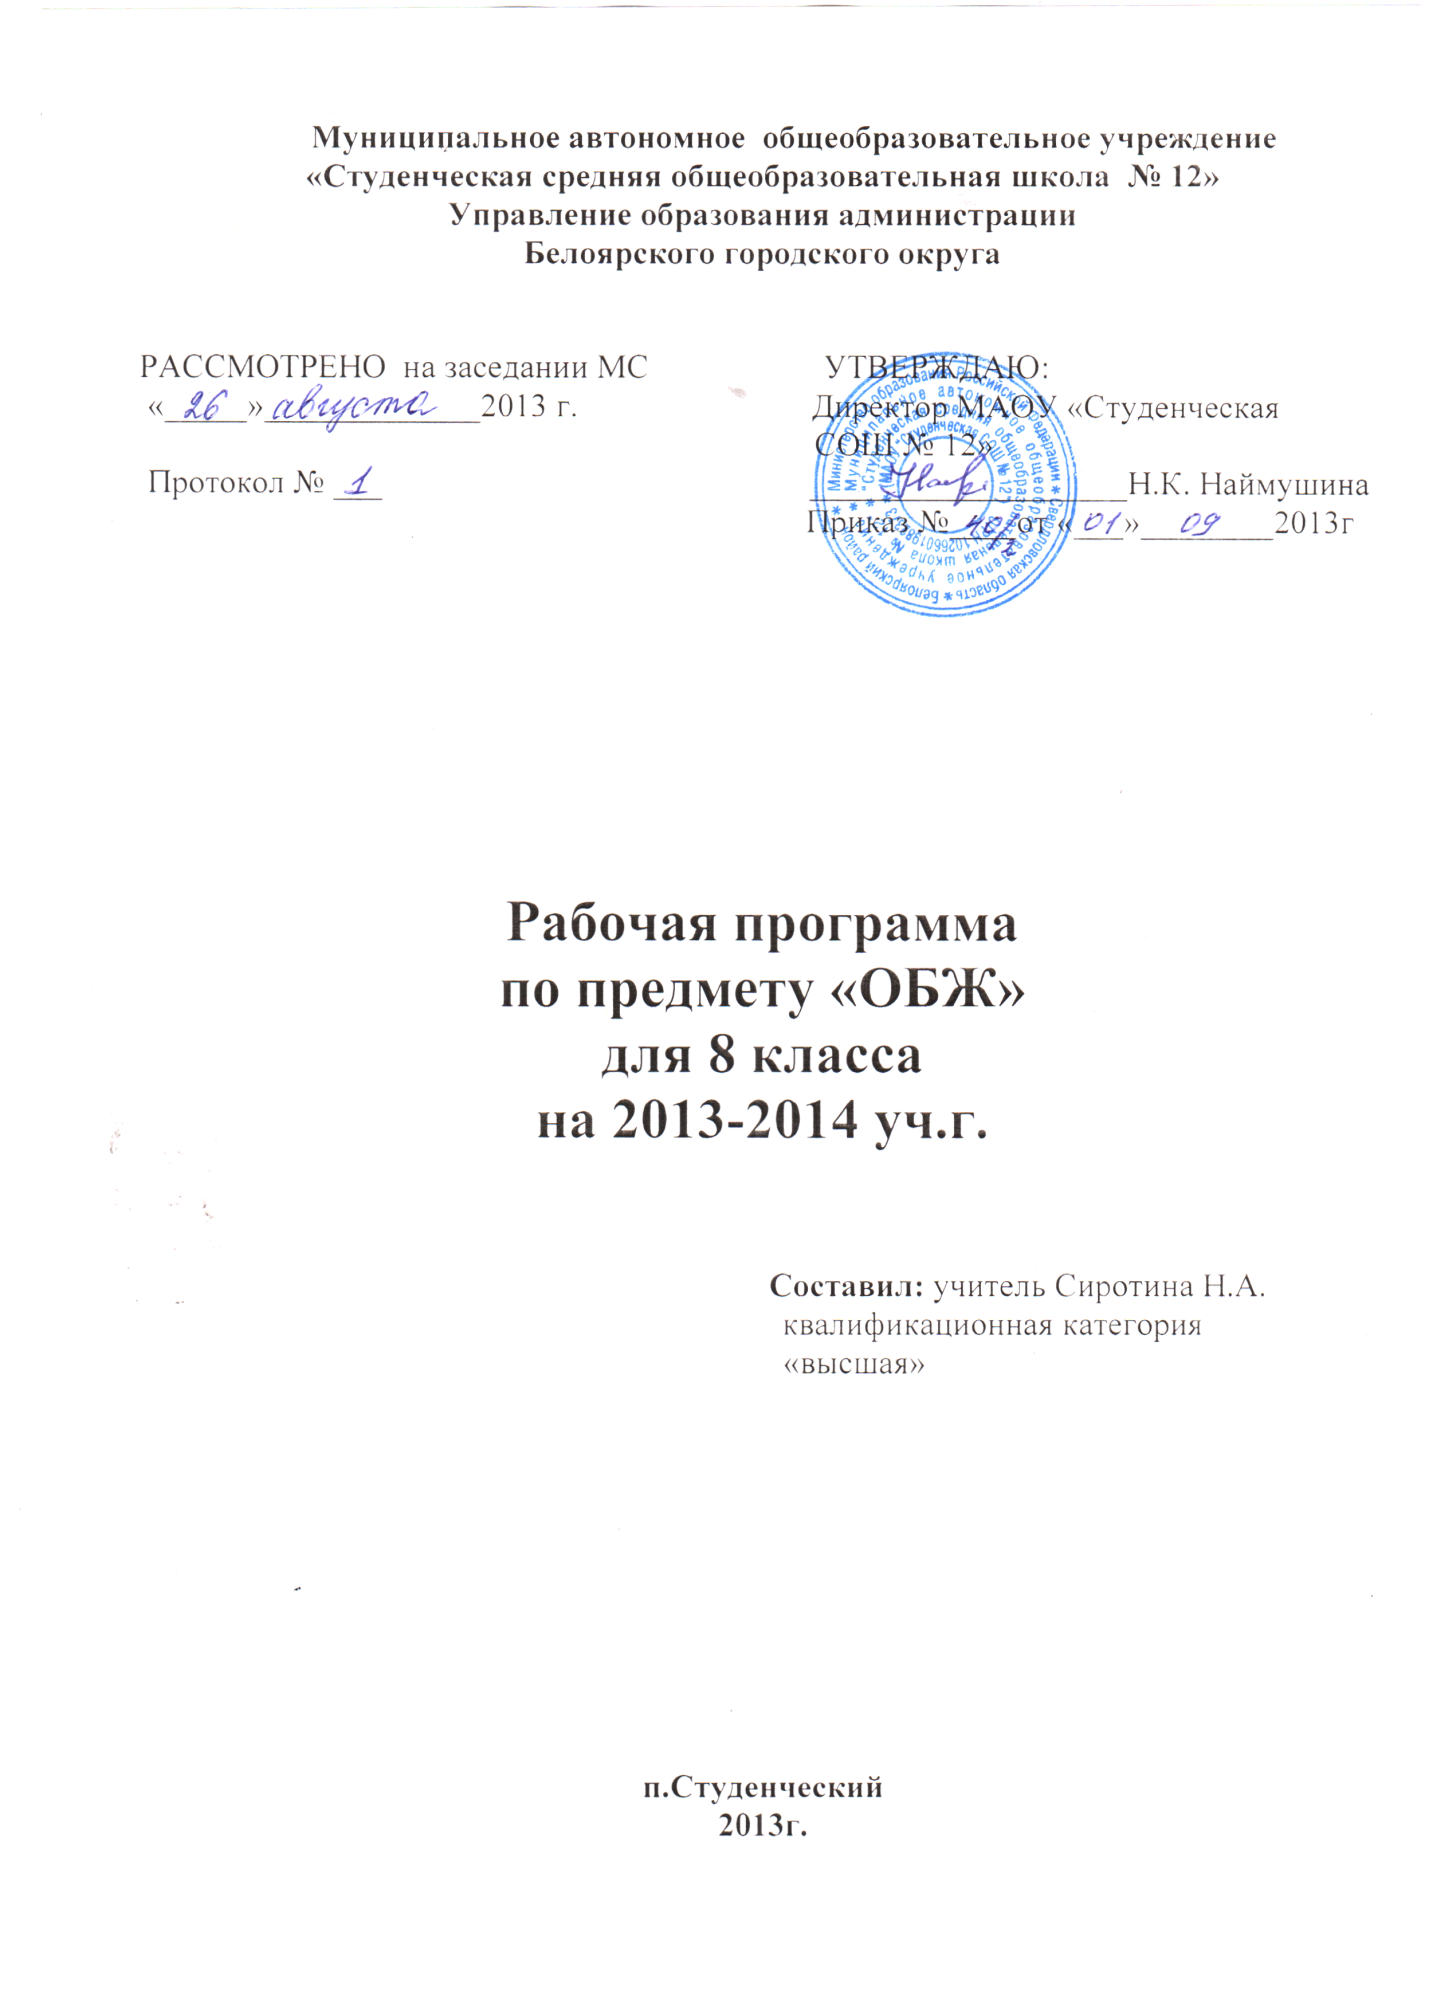 Муниципальное автономное общеобразовательное учреждение
«Студенческая средняя общеобразовательная школа № 12»
Управление образования администрации
Белоярского городского округа
РАССМОТРЕНО на заседании МС
«26» августа 2013 г.
Протокол № 1
УТВЕРЖДАЮ:
Директор МАОУ «Студенческая
СОШ № 12»
Н.К. Наймушина
Приказ № от «01» 09 2013г
Рабочая программа
по предмету «ОБЖ»
для 8 класса
на 2013-2014 уч.г.
Составил: учитель Сиротина Н.А.
квалификационная категория
«высшая»
п.Студенческий
2013г.